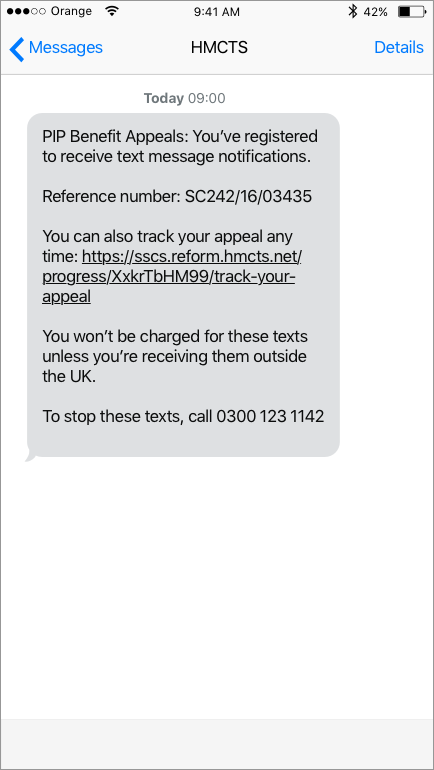 Orange 9:41 AM 42%
Messages HMCTS Details
Today 09:00
PIP Benefit Appeals: You’ve registered
to receive text message notifications.
Reference number: SC242/16/03435
You can also track your appeal any
time: https://sscs.reform.hmcts.net/
progress/XxkrTbHM99/track-your-
appeal
You won’t be charged for these texts
unless you’re receiving them outside
the UK.
To stop these texts, call 0300 123 1142